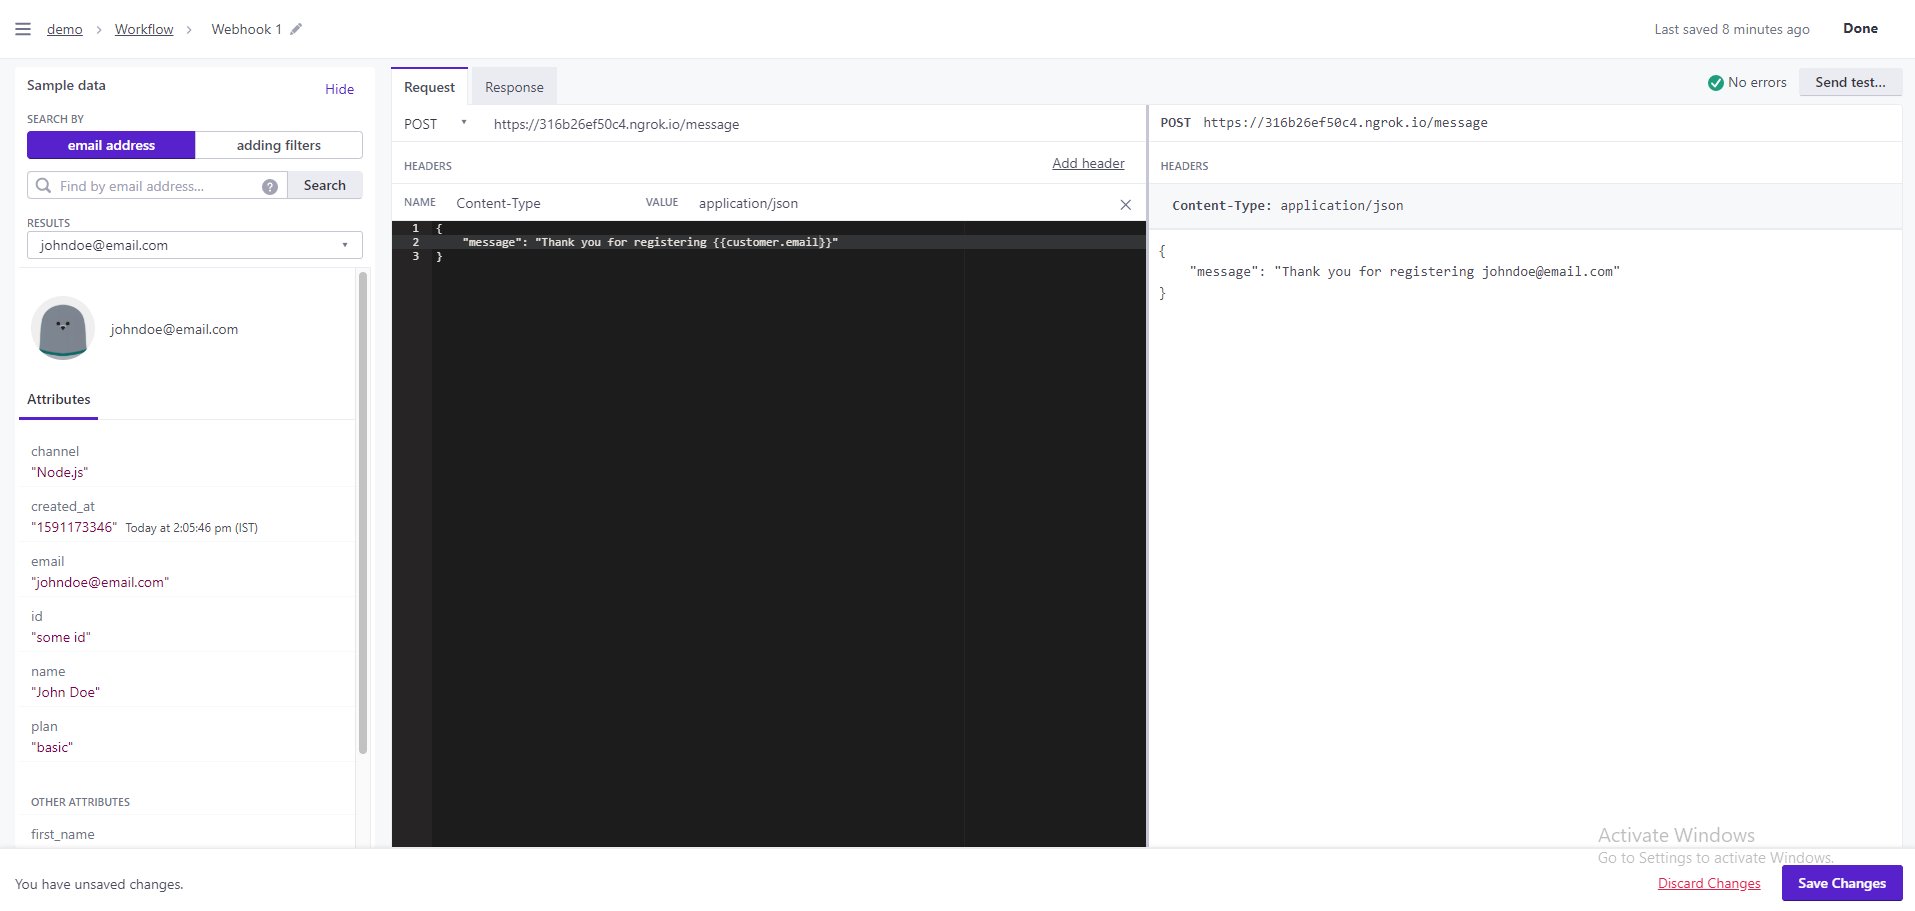 demo > Workflow > Webhook 1
Last saved 8 minutes ago
Done
Sample data
Hide
SEARCH BY
email address
adding filters
Find by email address...
?
Search
RESULTS
johndoe@email.com
johndoe@email.com
Attributes
channel
"Node.js"
created_at
"1591173346" Today at 2:05:46 pm (IST)
email
"johndoe@email.com"
id
"some id"
name
"John Doe"
plan
"basic"
OTHER ATTRIBUTES
first_name
Request
Response
No errors
Send test...
POST
https://316b26ef50c4.ngrok.io/message
HEADERS
Add header
NAME Content-Type
VALUE application/json
1 {
2 "message": "Thank you for registering {{customer.email}}"
3 }
POST https://316b26ef50c4.ngrok.io/message
HEADERS
Content-Type: application/json
{
"message": "Thank you for registering johndoe@email.com"
}
Activate Windows
Go to Settings to activate Windows.
You have unsaved changes.
Discard Changes
Save Changes